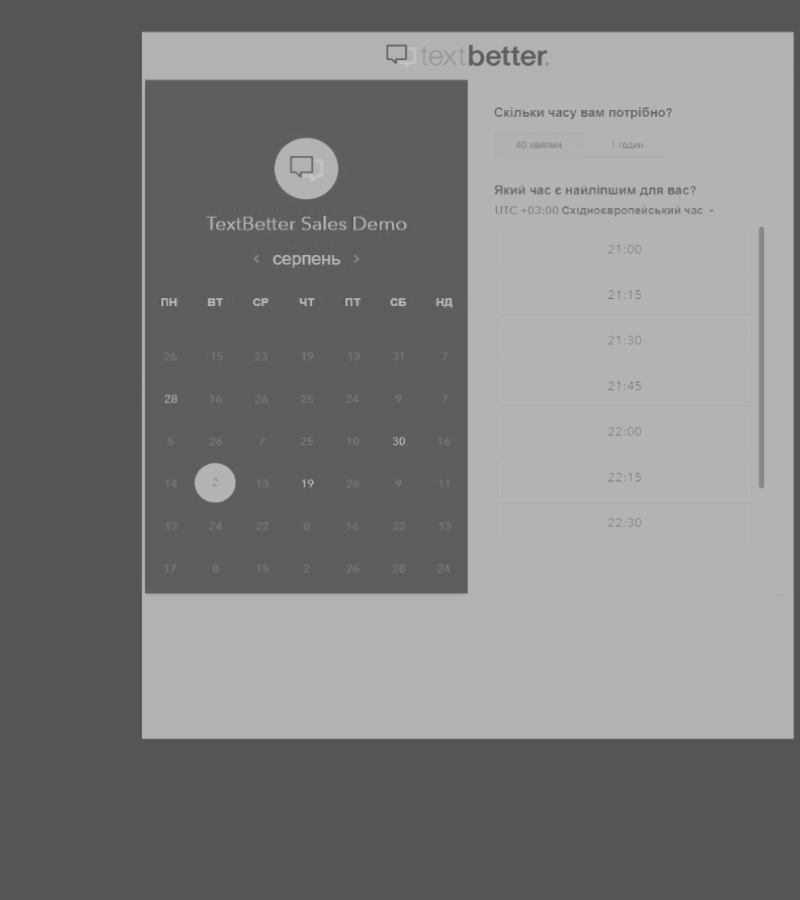 textbetter.
TextBetter Sales Demo
‹ серпень ›
ПН ВТ СР ЧТ ПТ СБ НД
26 15 23 19 13 31 7
28 16 26 25 24 9 7
5 26 7 25 10 30 16
14 2 13 19 26 9 11
13 24 22 8 16 22 13
17 8 15 2 26 28 24
Скільки часу вам потрібно?
40 хвилин 1 годин
Який час є найліпшим для вас?
UTC +03:00 Східноєвропейський час
21:00
21:15
21:30
21:45
22:00
22:15
22:30